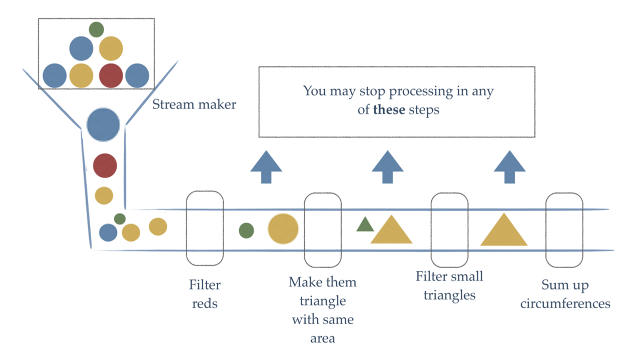 Stream maker
You may stop processing in any
of these steps
Filter
reds
Make them
triangle
with same
area
Filter small
triangles
Sum up
circumferences